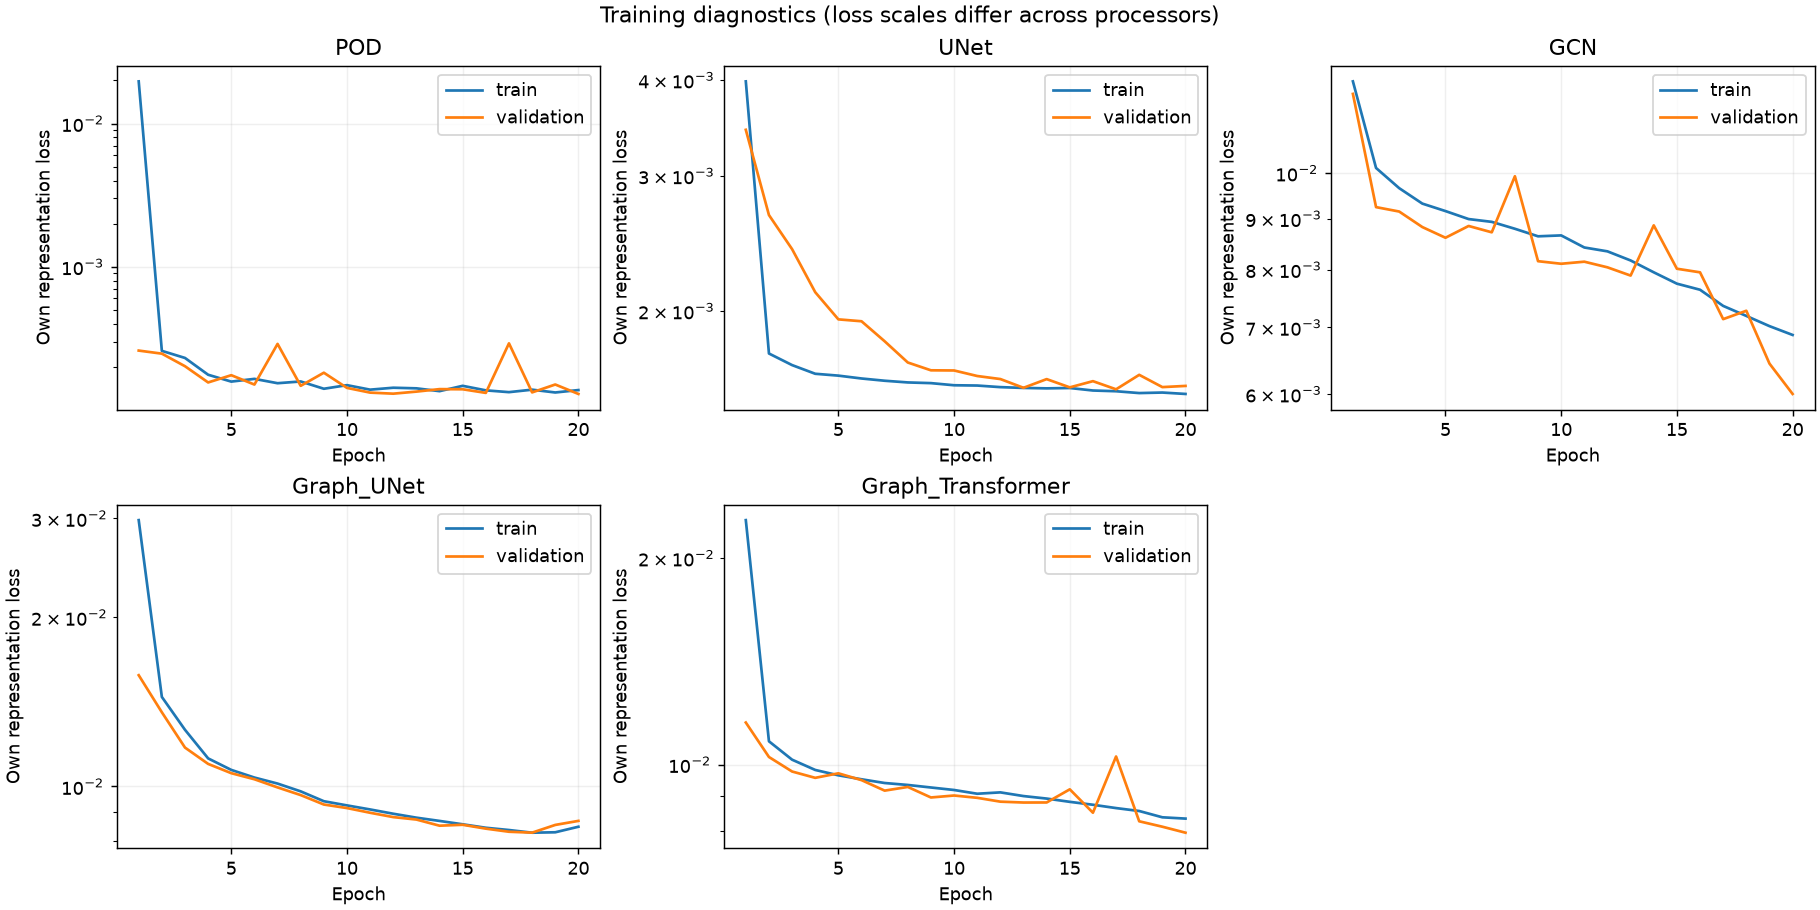 Training diagnostics (loss scales differ across processors)
POD
train
validation
10⁻²
10⁻³
Own representation loss
5 10 15 20
Epoch
UNet
train
validation
4 × 10⁻³
3 × 10⁻³
2 × 10⁻³
Own representation loss
5 10 15 20
Epoch
GCN
train
validation
10⁻²
9 × 10⁻³
8 × 10⁻³
7 × 10⁻³
6 × 10⁻³
Own representation loss
5 10 15 20
Epoch
Graph_UNet
train
validation
3 × 10⁻²
2 × 10⁻²
10⁻²
Own representation loss
5 10 15 20
Epoch
Graph_Transformer
train
validation
2 × 10⁻²
10⁻²
Own representation loss
5 10 15 20
Epoch